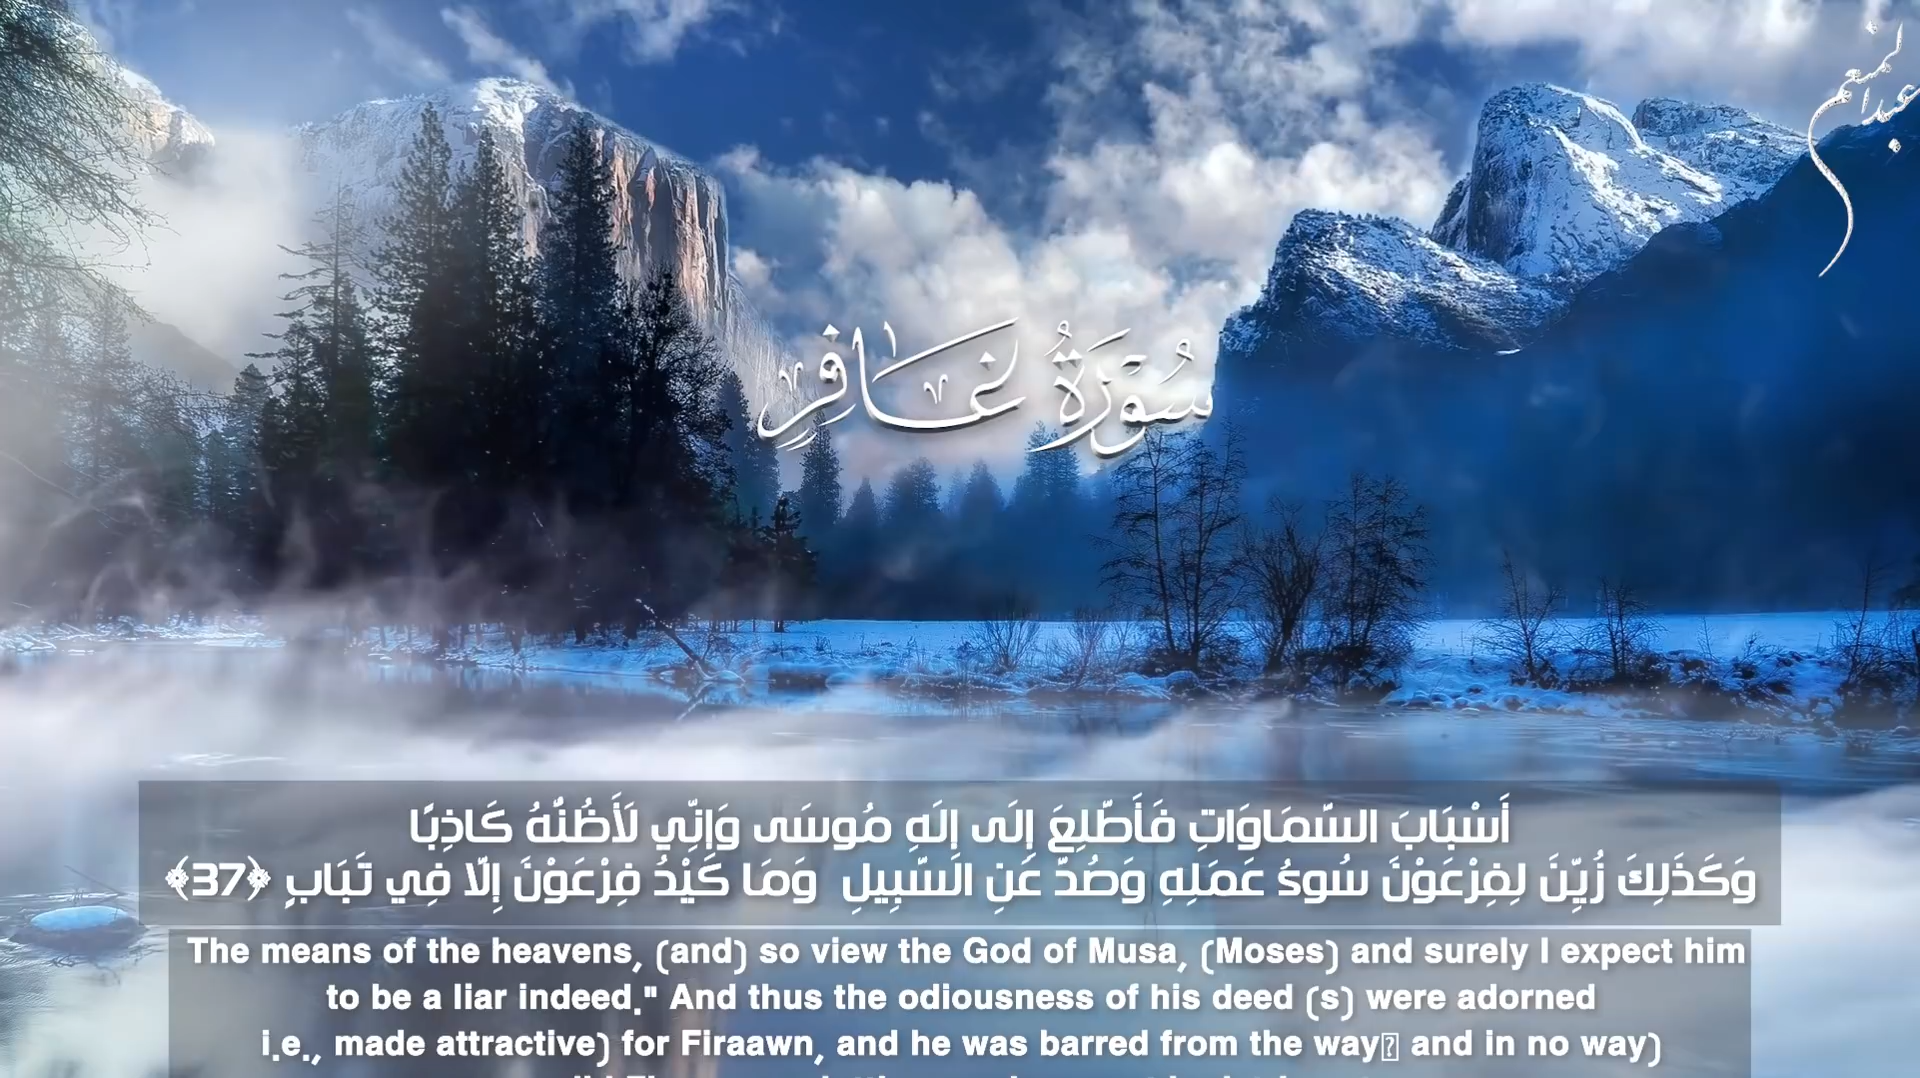 عبدالمنعم
سُورَةُ غَافِرٍ
أَسْبَابَ السَّمَاوَاتِ فَأَطَّلِعَ إِلَى إِلَهِ مُوسَى وَإِنِّي لَأَظُنُّهُ كَاذِبًا
وَكَذَلِكَ زُيِّنَ لِفِرْعَوْنَ سُوءُ عَمَلِهِ وَصُدَّ عَنِ السَّبِيلِ وَمَا كَيْدُ فِرْعَوْنَ إِلَّا فِي تَبَابٍ ﴿37﴾
The means of the heavens, (and) so view the God of Musa, (Moses) and surely I expect him
to be a liar indeed." And thus the odiousness of his deed (s) were adorned
i.e., made attractive) for Firaawn, and he was barred from the way and in no way)